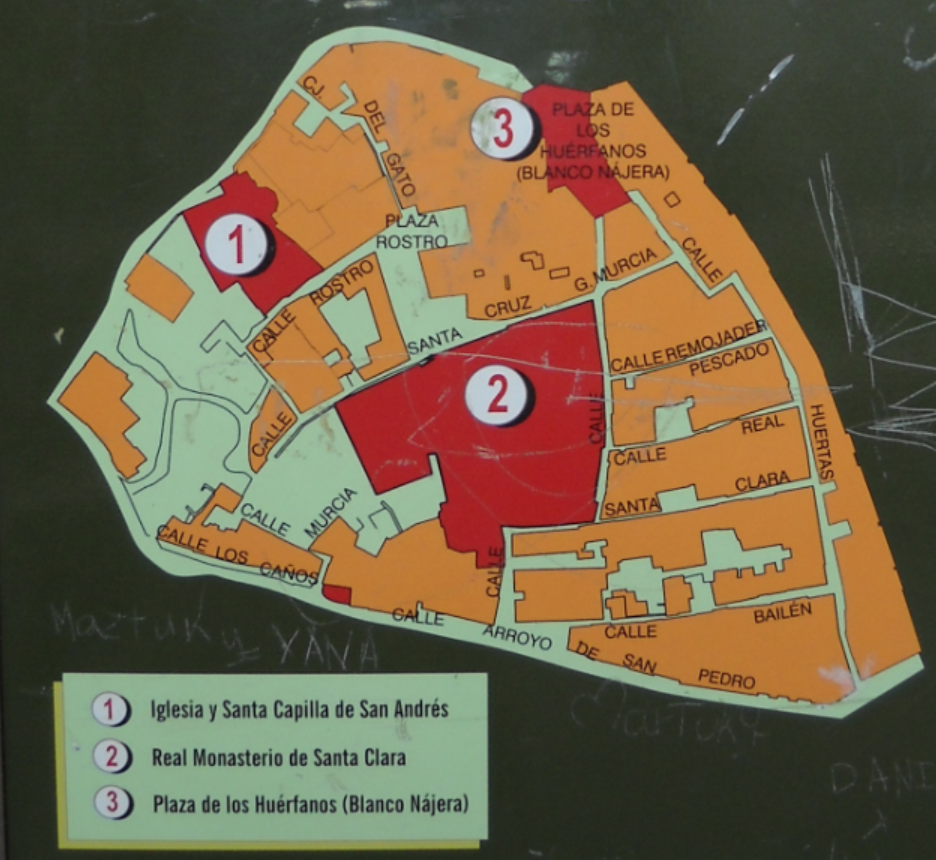 CJ.
DEL
GATO
3
PLAZA DE
LOS
HUÉRFANOS
(BLANCO NÁJERA)
1
PLAZA
ROSTRO
CALLE
ROSTRO
SANTA
CRUZ
G. MURCIA
CALLE
HUERTAS
CALLE REMOJADER
PESCADO
2
CALLE
REAL
CALLE
CALLE
SANTA
CLARA
CALLE
CALLE
MURCIA
CALLE LOS CAÑOS
CALLE
CALLE
ARROYO
DE SAN PEDRO
CALLE
BAILÉN
1 Iglesia y Santa Capilla de San Andrés
2 Real Monasterio de Santa Clara
3 Plaza de los Huérfanos (Blanco Nájera)
YANA